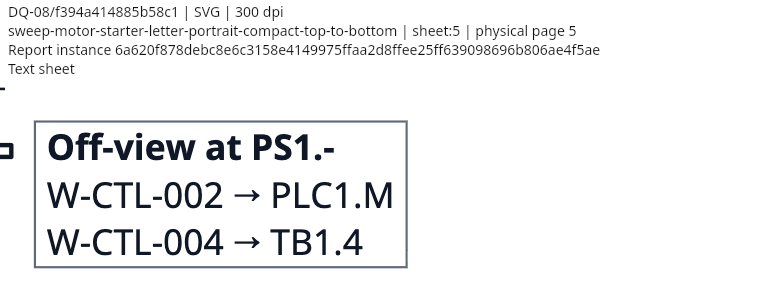 DQ-08/f394a414885b58c1 | SVG | 300 dpi
sweep-motor-starter-letter-portrait-compact-top-to-bottom | sheet:5 | physical page 5
Report instance 6a620f878debc8e6c3158e4149975ffaa2d8ffee25ff639098696b806ae4f5ae
Text sheet
Off-view at PS1.-
W-CTL-002 → PLC1.M
W-CTL-004 → TB1.4